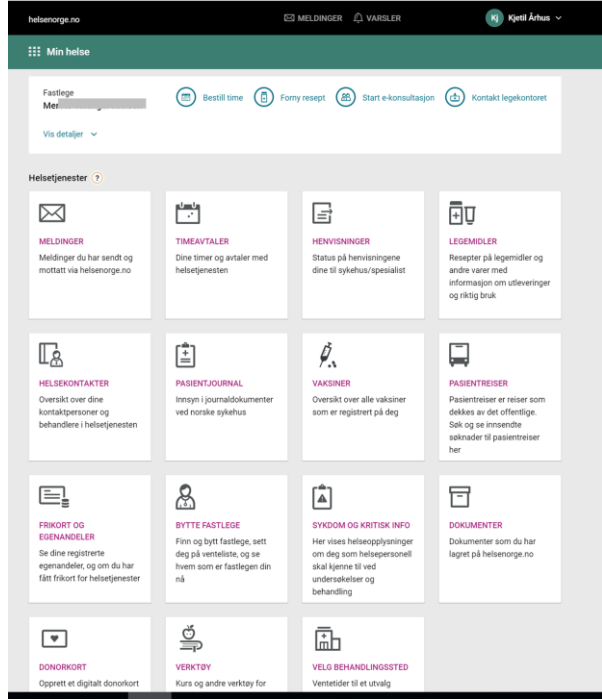 helsenorge.no
MELDINGER
VARSLER
Kj
Kjetil Århus
Min helse
Fastlege
Bestill time
Forny resept
Start e-konsultasjon
Kontakt legekontoret
Vis detaljer
Helsetjenester ?
MELDINGER
Meldinger du har sendt og
mottatt via helsenorge.no
TIMEAVTALER
Dine timer og avtaler med
helsetjenesten
HENVISNINGER
Status på henvisningene
dine til sykehus/spesialist
LEGEMIDLER
Resepter på legemidler og
andre varer med
informasjon om utleveringer
og riktig bruk
HELSEKONTAKTER
Oversikt over dine
kontaktpersoner og
behandlere i helsetjenesten
PASIENTJOURNAL
Innsyn i journaldokumenter
ved norske sykehus
VAKSINER
Oversikt over alle vaksiner
som er registrert på deg
PASIENTREISER
Pasientreiser er reiser som
dekkes av det offentlige.
Søk og se innsendte
søknader til pasientreiser
her
FRIKORT OG
EGENANDELER
Se dine registrerte
egenandeler, og om du har
fått frikort for helsetjenester
BYTTE FASTLEGE
Finn og bytt fastlege, sett
deg på venteliste, og se
hvem som er fastlegen din
nå
SYKDOM OG KRITISK INFO
Her vises helseopplysninger
om deg som helsepersonell
skal kjenne til ved
undersøkelser og
behandling
DOKUMENTER
Dokumenter som du har
lagret på helsenorge.no
DONORKORT
Opprett et digitalt donorkort
VERKTØY
Kurs og andre verktøy for
VELG BEHANDLINGSSTED
Ventetider til et utvalg